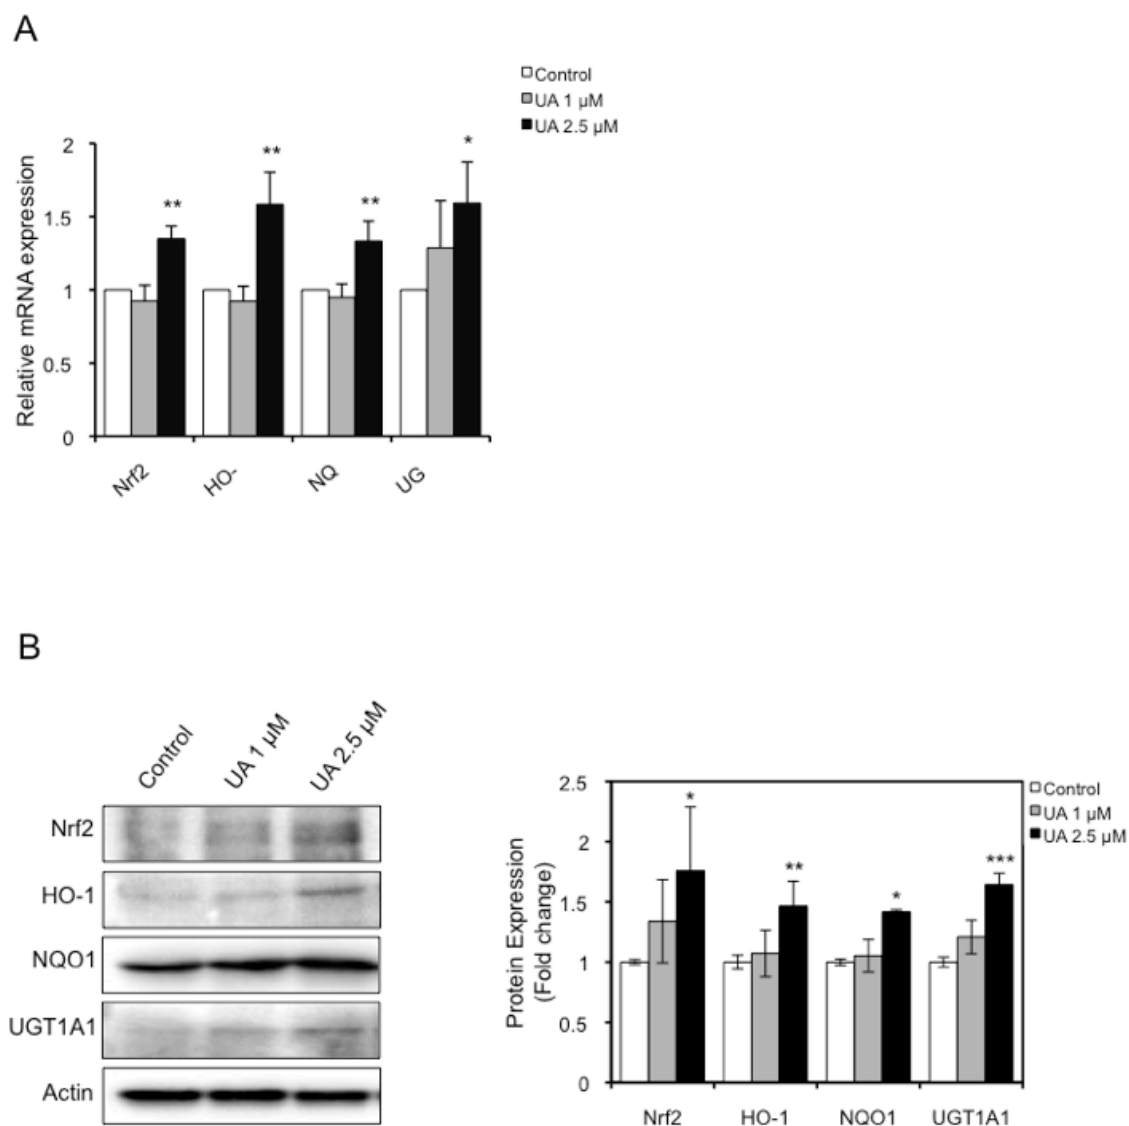 A
Control
UA 1 µM
UA 2.5 µM
Relative mRNA expression
2
1.5
1
0.5
0
**
**
**
*
Nrf2
HO-
NQ
UG
B
Control
UA 1 µM
UA 2.5 µM
Nrf2
HO-1
NQO1
UGT1A1
Actin
Protein Expression
(Fold change)
2.5
2
1.5
1
0.5
0
*
**
*
***
Nrf2
HO-1
NQO1
UGT1A1
Control
UA 1 µM
UA 2.5 µM